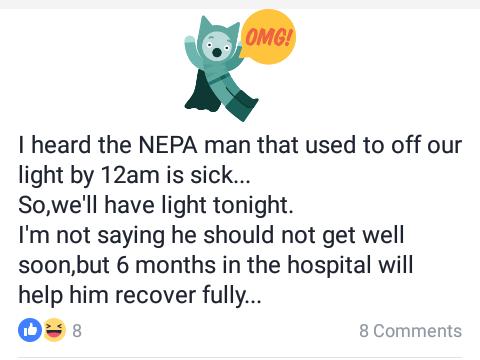 OMG!
I heard the NEPA man that used to off our
light by 12am is sick...
So,we'll have light tonight.
I'm not saying he should not get well
soon,but 6 months in the hospital will
help him recover fully...
8
8 Comments